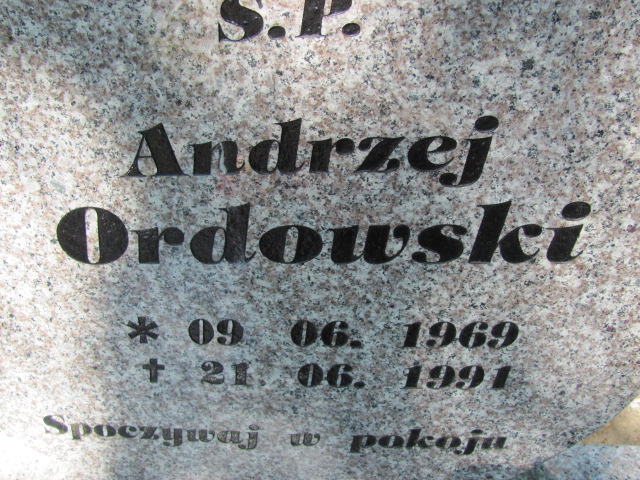 S.P.
Andrzej
Ordowski
* 09 06. 1969
✝ 21. 06. 1991
Spoczywaj w pokoju